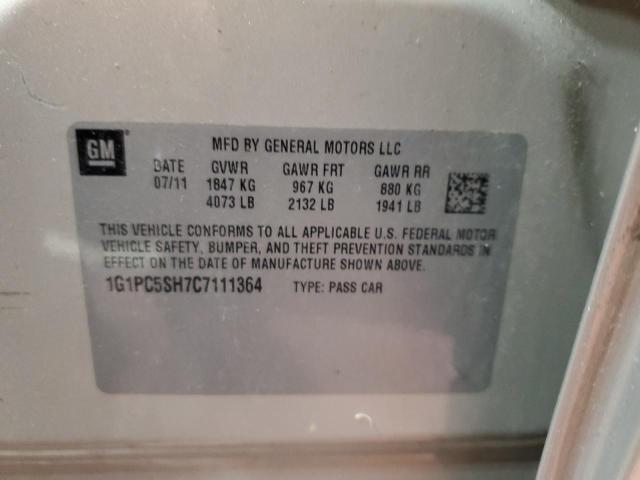 GM
MFD BY GENERAL MOTORS LLC
DATE GVWR GAWR FRT GAWR RR
07/11 1847 KG 967 KG 880 KG
4073 LB 2132 LB 1941 LB
THIS VEHICLE CONFORMS TO ALL APPLICABLE U.S. FEDERAL MOTOR
VEHICLE SAFETY, BUMPER, AND THEFT PREVENTION STANDARDS IN
EFFECT ON THE DATE OF MANUFACTURE SHOWN ABOVE.
1G1PC5SH7C7111364 TYPE: PASS CAR